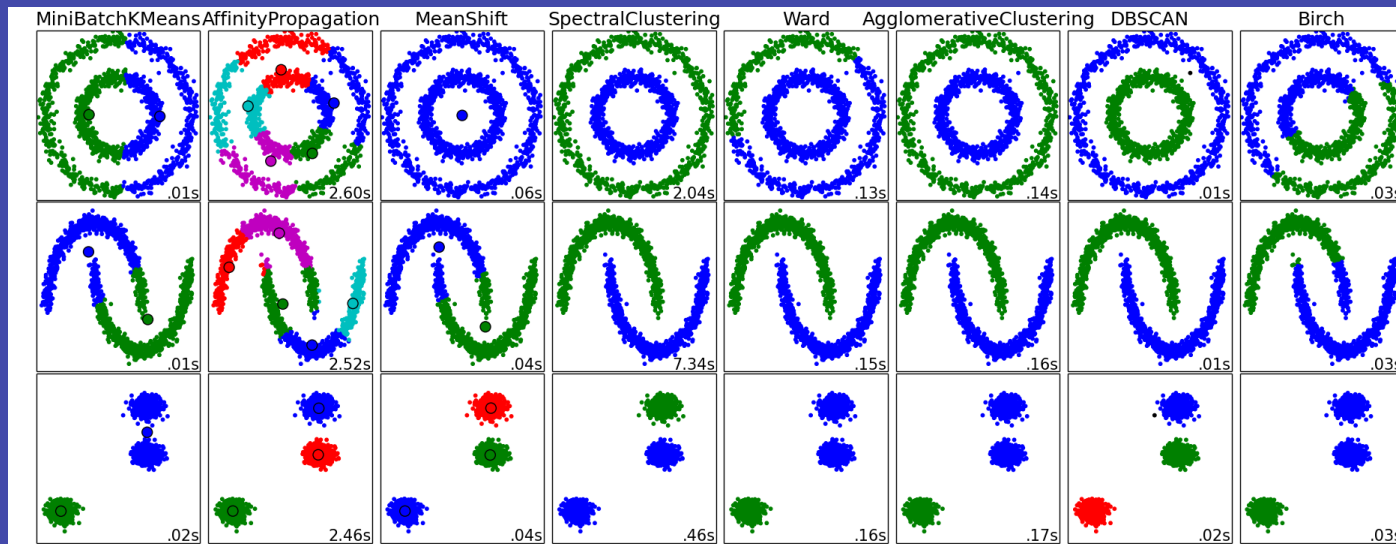 MiniBatchKMeans AffinityPropagation MeanShift SpectralClustering Ward AgglomerativeClustering DBSCAN Birch
.01s 2.60s .06s 2.04s .13s .14s .01s .03s
.01s 2.52s .04s 7.34s .15s .16s .01s .03s
.02s 2.46s .04s .46s .16s .17s .02s .03s